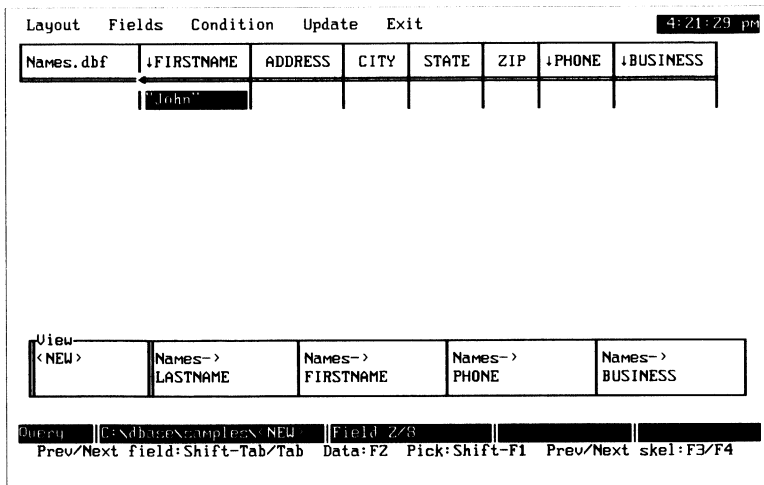 Layout Fields Condition Update Exit 4:21:29 pm
Names.dbf ↓FIRSTNAME ADDRESS CITY STATE ZIP ↓PHONE ↓BUSINESS
"John"
View
<NEW> Names-> Names-> Names-> Names->
LASTNAME FIRSTNAME PHONE BUSINESS
Query C:\dbase\samples\<NEW> Field 2/8
Prev/Next field:Shift-Tab/Tab Data:F2 Pick:Shift-F1 Prev/Next skel:F3/F4